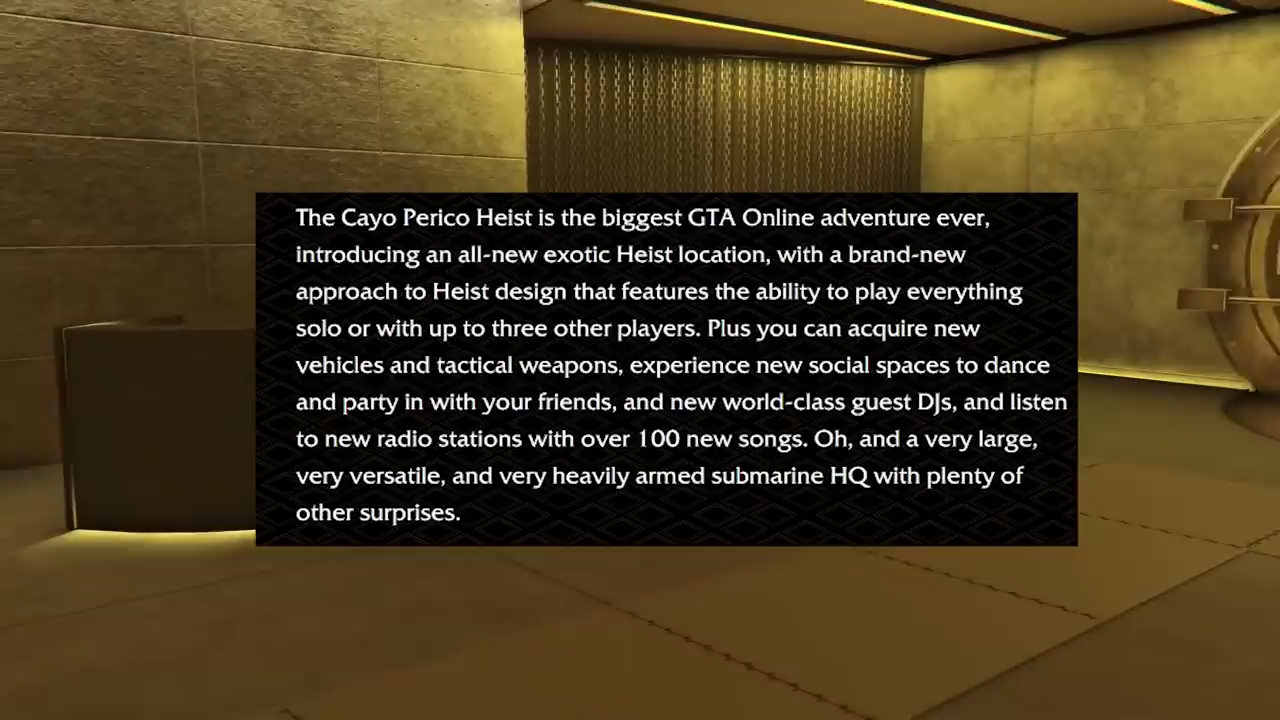 The Cayo Perico Heist is the biggest GTA Online adventure ever,
introducing an all-new exotic Heist location, with a brand-new
approach to Heist design that features the ability to play everything
solo or with up to three other players. Plus you can acquire new
vehicles and tactical weapons, experience new social spaces to dance
and party in with your friends, and new world-class guest DJs, and listen
to new radio stations with over 100 new songs. Oh, and a very large,
very versatile, and very heavily armed submarine HQ with plenty of
other surprises.